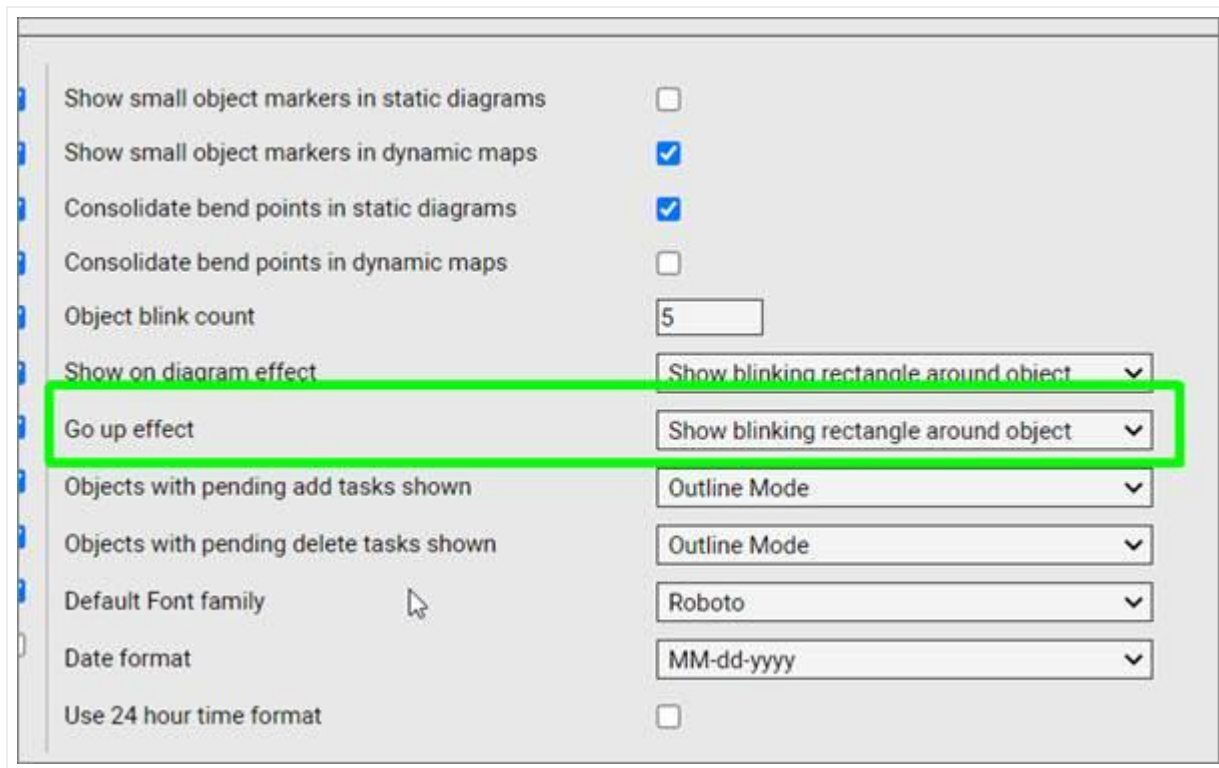 Show small object markers in static diagrams
Show small object markers in dynamic maps
Consolidate bend points in static diagrams
Consolidate bend points in dynamic maps
Object blink count 5
Show on diagram effect Show blinking rectangle around object
Go up effect Show blinking rectangle around object
Objects with pending add tasks shown Outline Mode
Objects with pending delete tasks shown Outline Mode
Default Font family Roboto
Date format MM-dd-yyyy
Use 24 hour time format